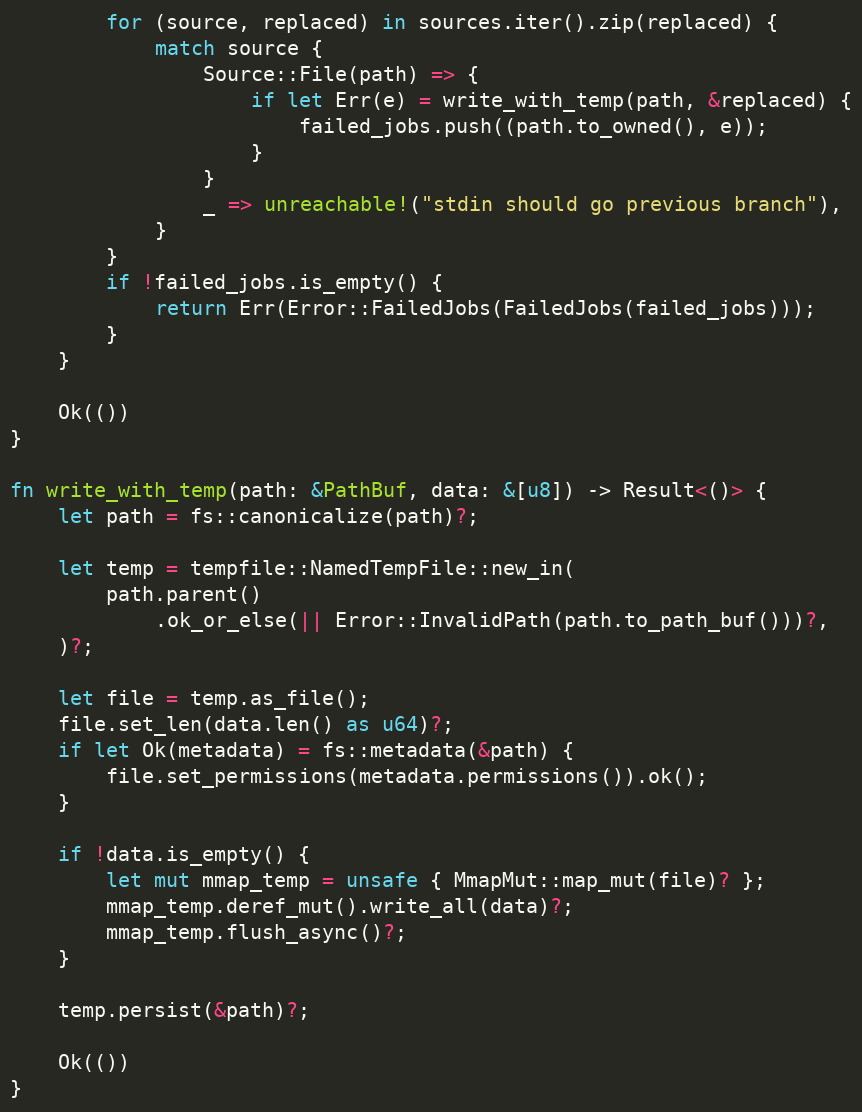 for (source, replaced) in sources.iter().zip(replaced) {
            match source {
                Source::File(path) => {
                    if let Err(e) = write_with_temp(path, &replaced) {
                        failed_jobs.push((path.to_owned(), e));
                    }
                }
                _ => unreachable!("stdin should go previous branch"),
            }
        }
        if !failed_jobs.is_empty() {
            return Err(Error::FailedJobs(FailedJobs(failed_jobs)));
        }
    }

    Ok(())
}

fn write_with_temp(path: &PathBuf, data: &[u8]) -> Result<()> {
    let path = fs::canonicalize(path)?;

    let temp = tempfile::NamedTempFile::new_in(
        path.parent()
            .ok_or_else(|| Error::InvalidPath(path.to_path_buf()))?,
    )?;

    let file = temp.as_file();
    file.set_len(data.len() as u64)?;
    if let Ok(metadata) = fs::metadata(&path) {
        file.set_permissions(metadata.permissions()).ok();
    }

    if !data.is_empty() {
        let mut mmap_temp = unsafe { MmapMut::map_mut(file)? };
        mmap_temp.deref_mut().write_all(data)?;
        mmap_temp.flush_async()?;
    }

    temp.persist(&path)?;

    Ok(())
}